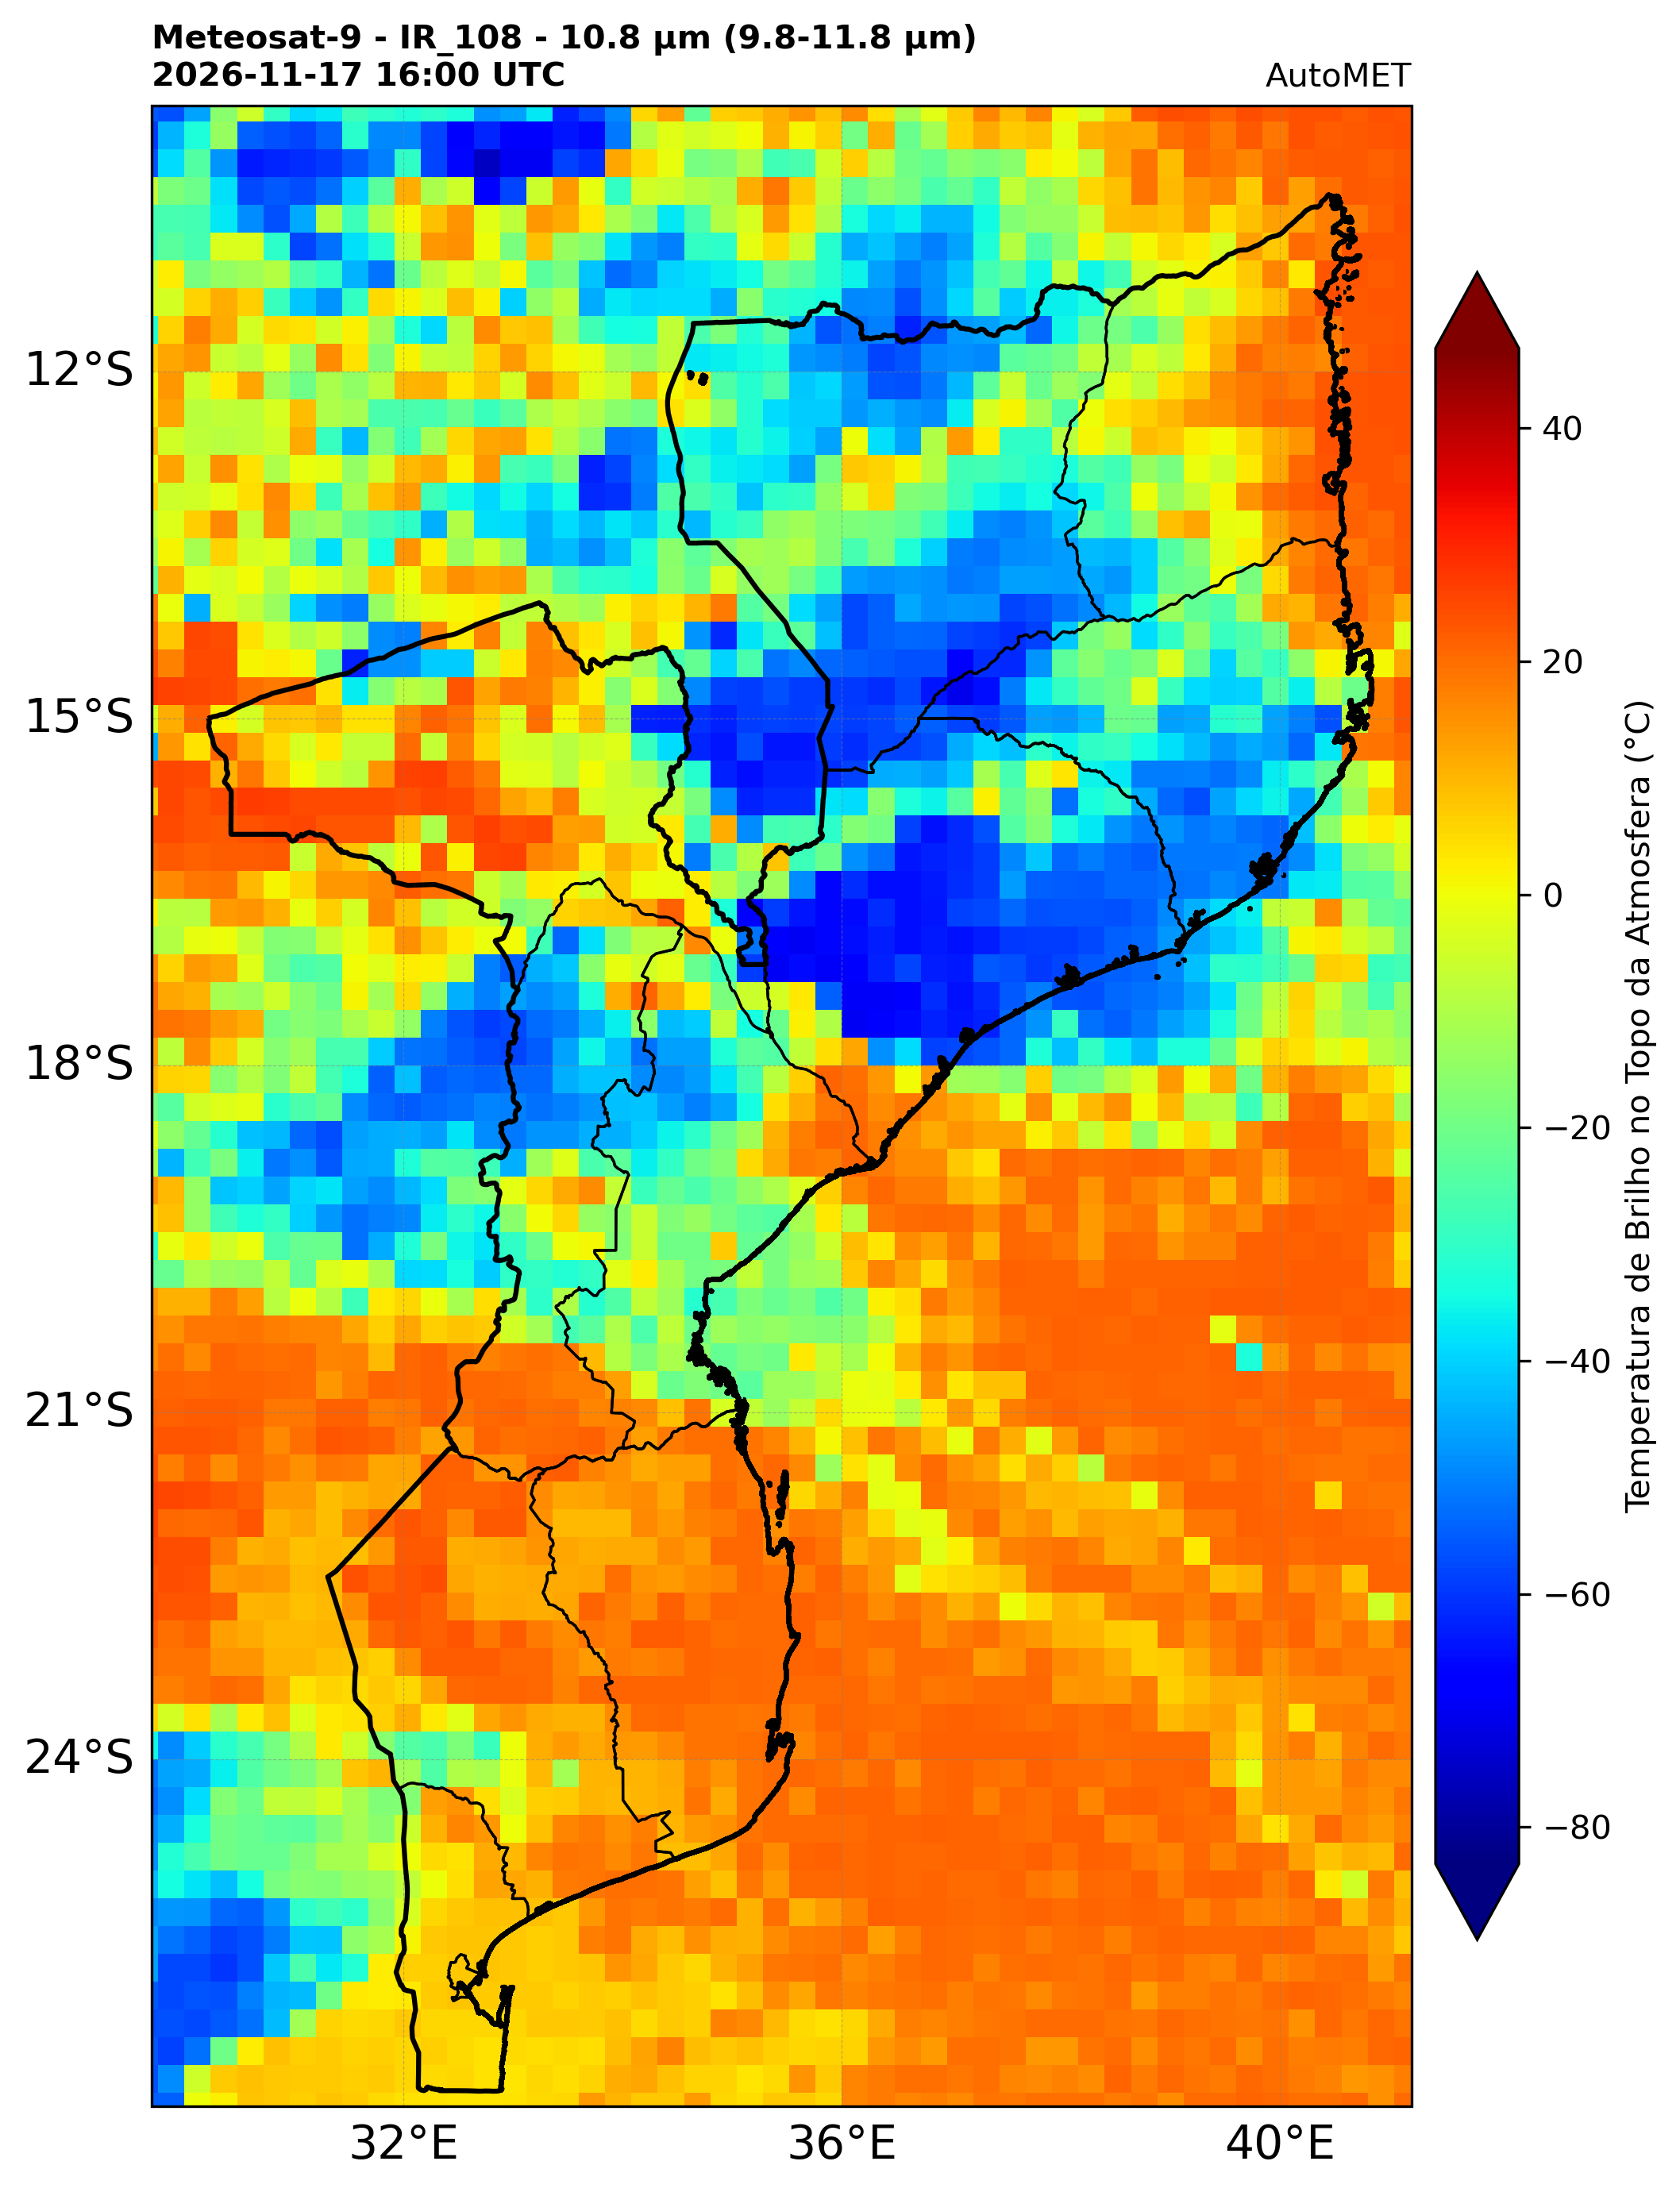 Meteosat-9 - IR_108 - 10.8 µm (9.8-11.8 µm)
2026-11-17 16:00 UTC
AutoMET
12°S
15°S
18°S
21°S
24°S
32°E
36°E
40°E
40
20
0
−20
−40
−60
−80
Temperatura de Brilho no Topo da Atmosfera (°C)